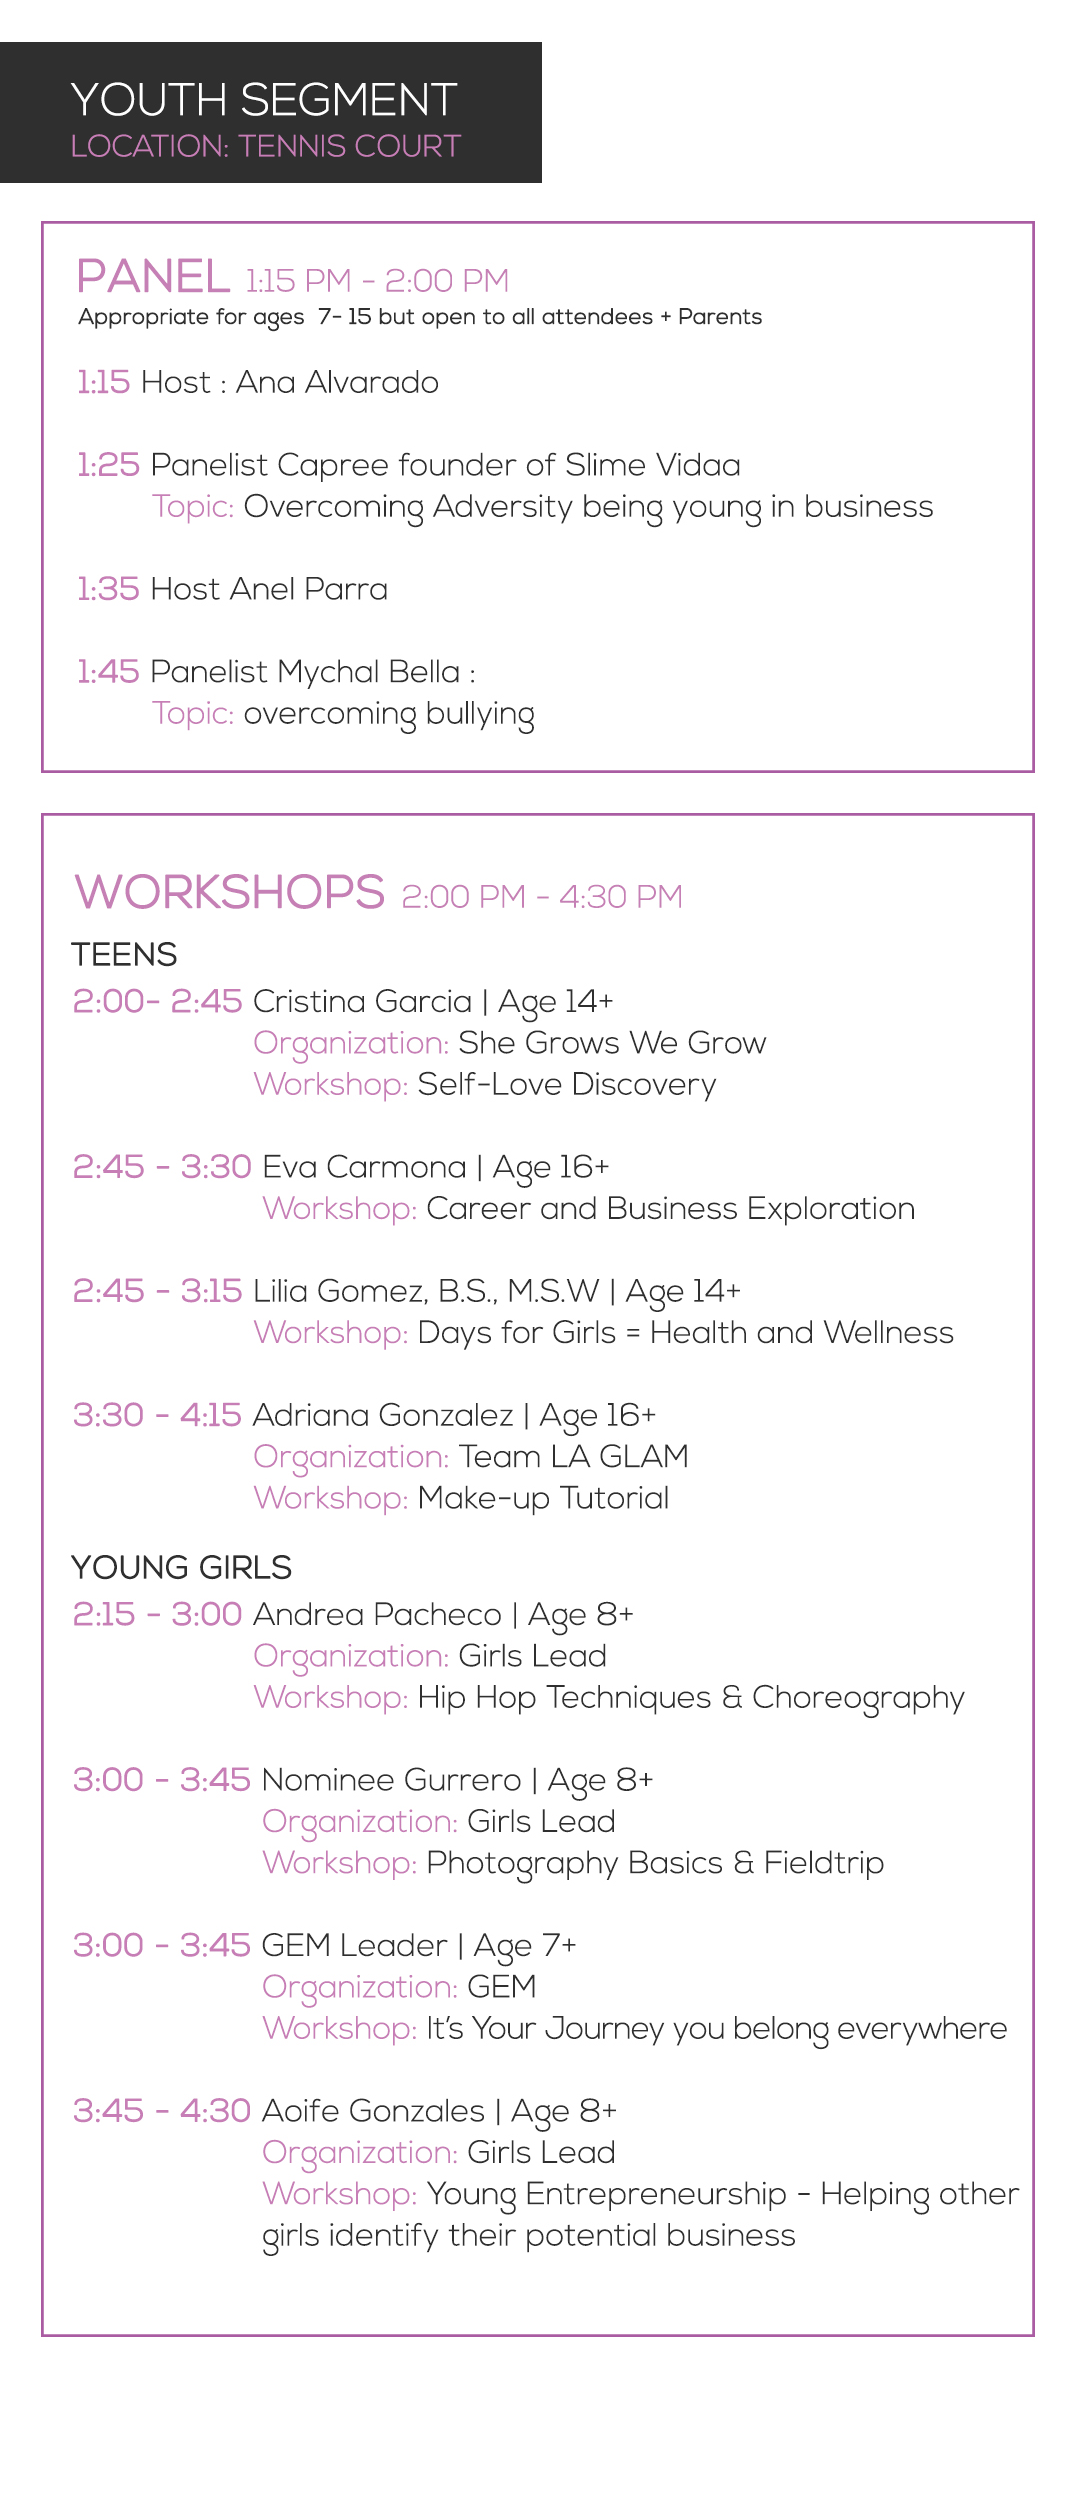 YOUTH SEGMENT
LOCATION: TENNIS COURT
PANEL 1:15 PM - 2:00 PM
Appropriate for ages 7- 15 but open to all attendees + Parents
1:15 Host : Ana Alvarado
1:25 Panelist Capree founder of Slime Vidaa
Topic: Overcoming Adversity being young in business
1:35 Host Anel Parra
1:45 Panelist Mychal Bella :
Topic: overcoming bullying
WORKSHOPS 2:00 PM - 4:30 PM
TEENS
2:00- 2:45 Cristina Garcia | Age 14+
Organization: She Grows We Grow
Workshop: Self-Love Discovery
2:45 - 3:30 Eva Carmona | Age 16+
Workshop: Career and Business Exploration
2:45 - 3:15 Lilia Gomez, B.S., M.S.W | Age 14+
Workshop: Days for Girls = Health and Wellness
3:30 - 4:15 Adriana Gonzalez | Age 16+
Organization: Team LA GLAM
Workshop: Make-up Tutorial
YOUNG GIRLS
2:15 - 3:00 Andrea Pacheco | Age 8+
Organization: Girls Lead
Workshop: Hip Hop Techniques & Choreography
3:00 - 3:45 Nominee Gurrero | Age 8+
Organization: Girls Lead
Workshop: Photography Basics & Fieldtrip
3:00 - 3:45 GEM Leader | Age 7+
Organization: GEM
Workshop: It's Your Journey you belong everywhere
3:45 - 4:30 Aoife Gonzales | Age 8+
Organization: Girls Lead
Workshop: Young Entrepreneurship - Helping other
girls identify their potential business